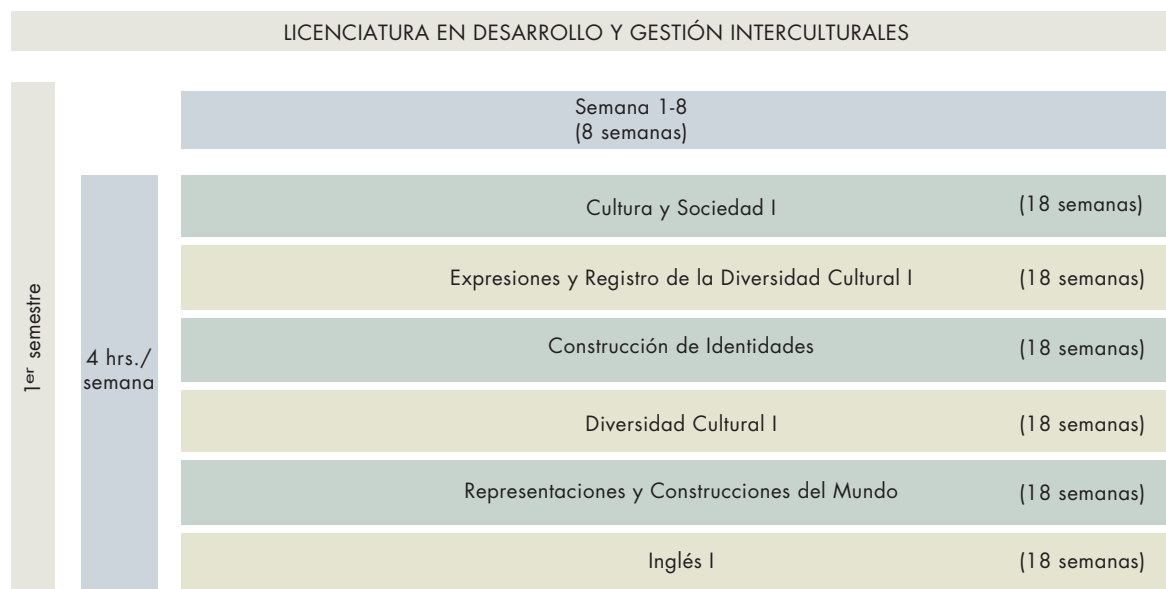 LICENCIATURA EN DESARROLLO Y GESTIÓN INTERCULTURALES
1er semestre
Semana 1-8
(8 semanas)
4 hrs./
semana
Cultura y Sociedad I (18 semanas)
Expresiones y Registro de la Diversidad Cultural I (18 semanas)
Construcción de Identidades (18 semanas)
Diversidad Cultural I (18 semanas)
Representaciones y Construcciones del Mundo (18 semanas)
Inglés I (18 semanas)